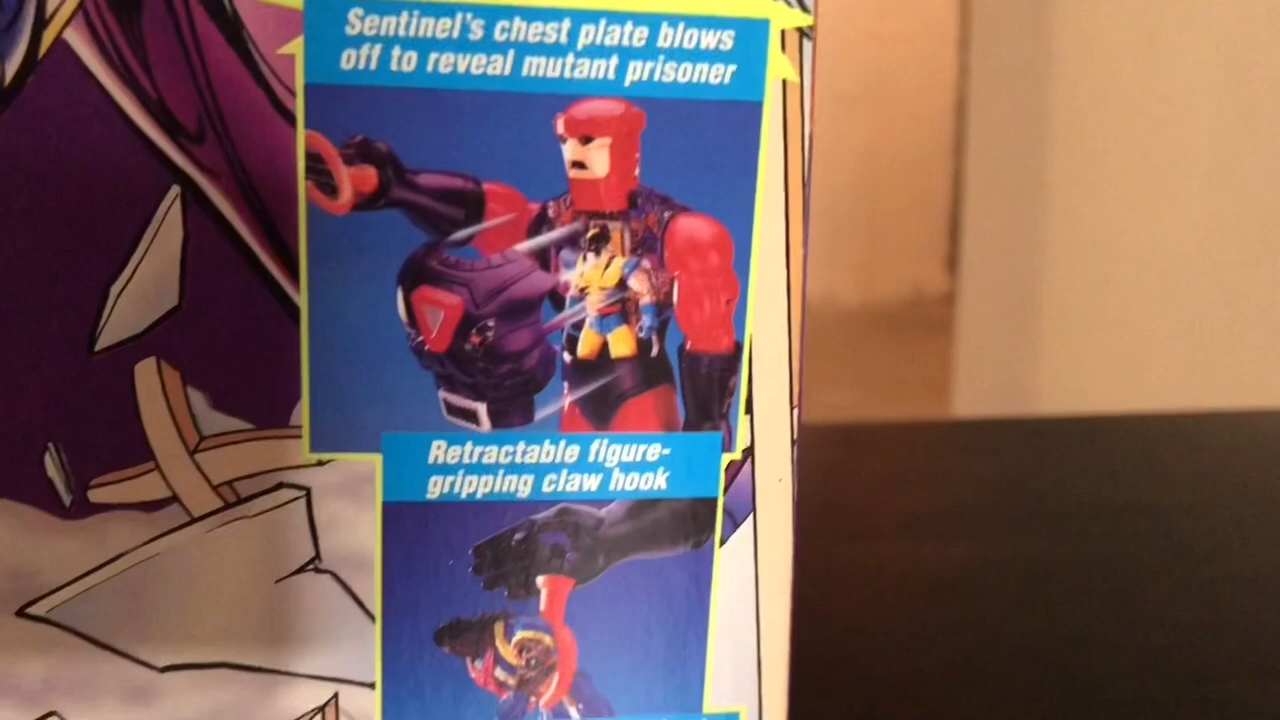 Sentinel's chest plate blows
off to reveal mutant prisoner
Retractable figure-
gripping claw hook